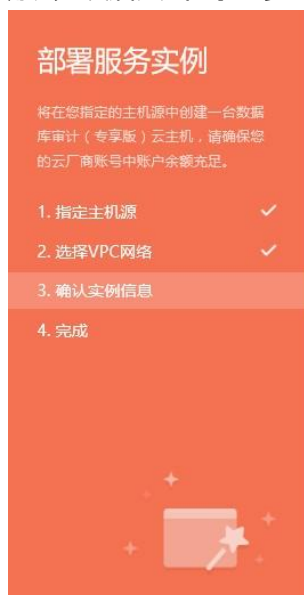 部署服务实例
将在您指定的主机源中创建一台数据
库审计（专享版）云主机，请确保您
的云厂商账号中账户余额充足。
1. 指定主机源
2. 选择VPC网络
3. 确认实例信息
4. 完成